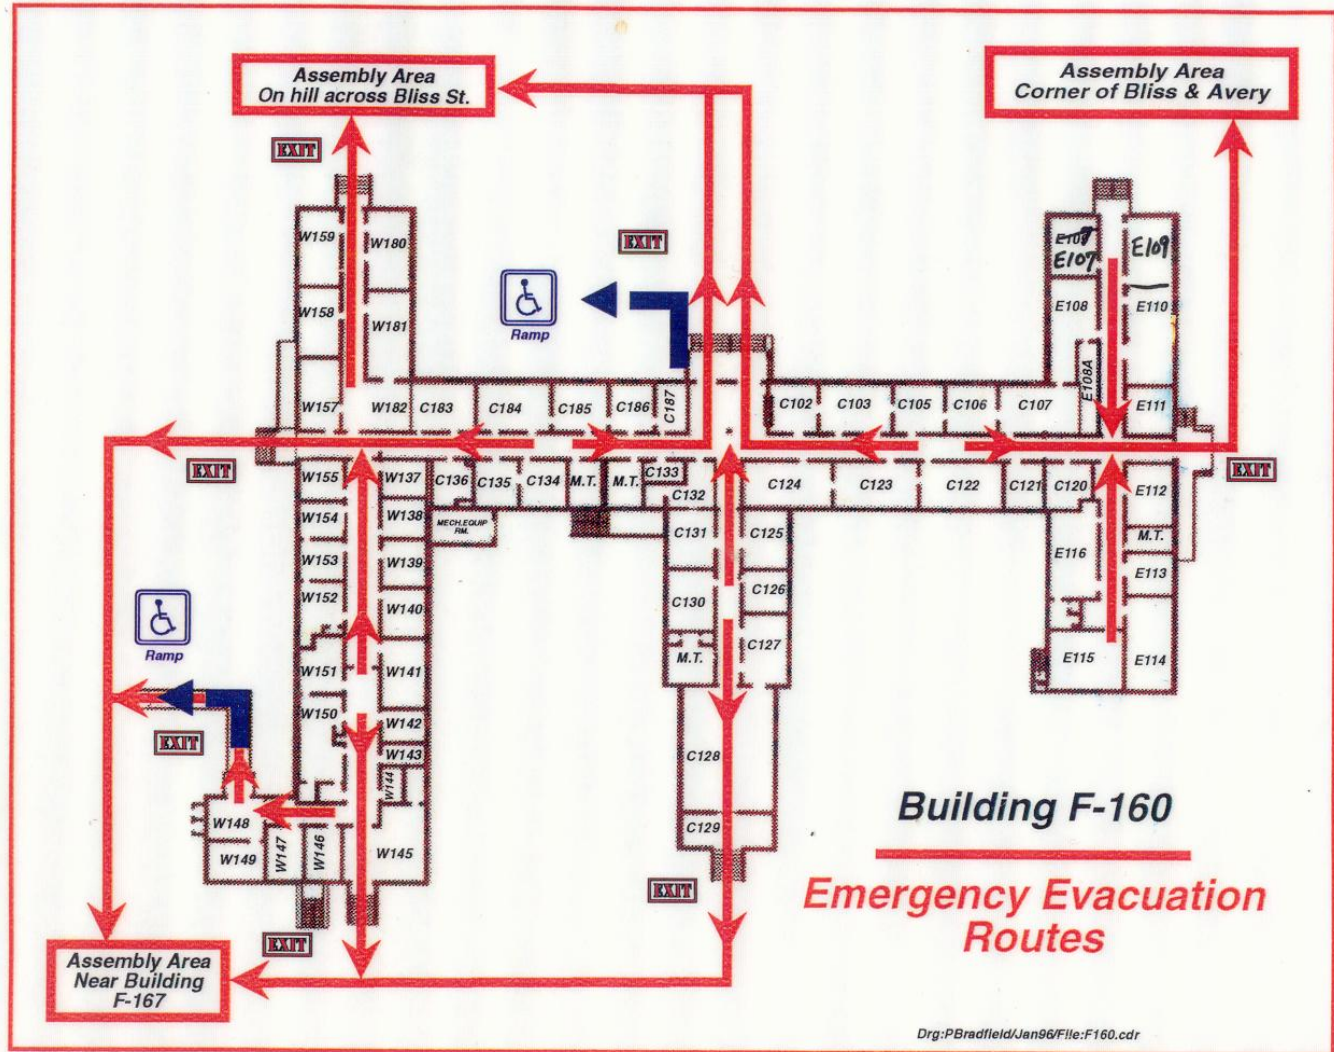 Assembly Area
On hill across Bliss St.
Assembly Area
Corner of Bliss & Avery
EXIT
W159
W180
EXIT
E109
E107
E109
Ramp
W158
W181
E108
E110
E108A
W157
W182
C183
C184
C185
C186
C187
C102
C103
C105
C106
C107
E111
EXIT
EXIT
W155
W137
C136
C135
C134
M.T.
M.T.
C133
C132
C124
C123
C122
C121
C120
E112
W154
W138
MECH.EQUIP
RM.
C131
C125
E116
M.T.
W153
W139
E113
W152
W140
C130
C126
Ramp
W151
W141
M.T.
C127
E115
E114
W150
W142
EXIT
W143
C128
W144
W148
C129
W149
W147
W146
W145
Building F-160
EXIT
Emergency Evacuation
Routes
EXIT
Assembly Area
Near Building
F-167
Drg:PBradfield/Jan96/File:F160.cdr